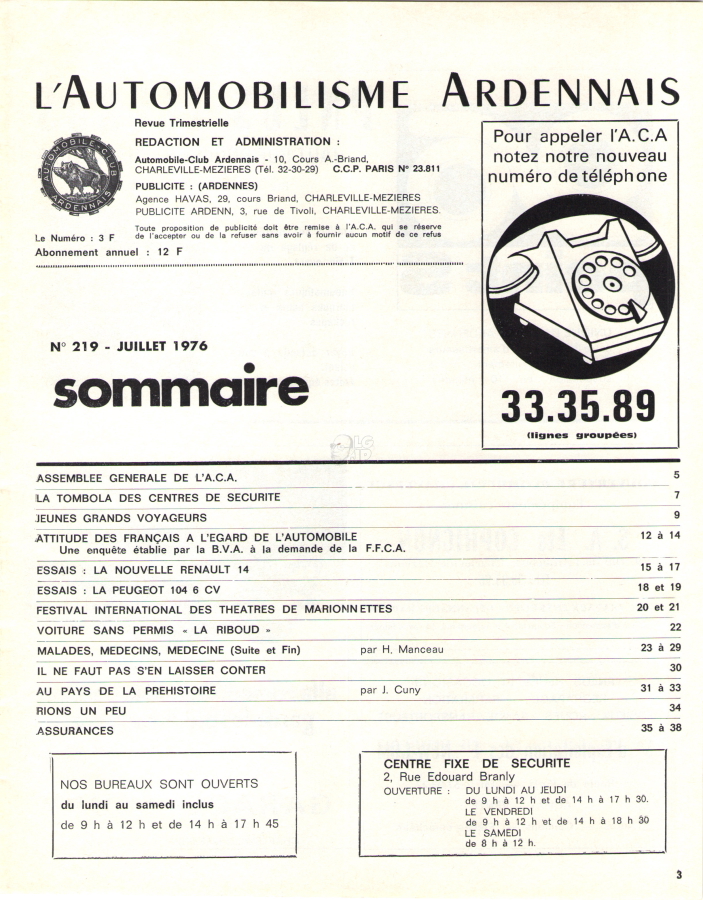 L'AUTOMOBILISME ARDENNAIS
Revue Trimestrielle
REDACTION ET ADMINISTRATION :
Automobile-Club Ardennais - 10, Cours A.-Briand,
CHARLEVILLE-MEZIERES (Tél. 32-30-29) C.C.P. PARIS N° 23.811
PUBLICITE : (ARDENNES)
Agence HAVAS, 29, cours Briand, CHARLEVILLE-MEZIERES
PUBLICITE ARDENN, 3, rue de Tivoli, CHARLEVILLE-MEZIERES.
Toute proposition de publicité doit être remise à l'A.C.A. qui se réserve
de l'accepter ou de la refuser sans avoir à fournir aucun motif de ce refus
AUTOMOBILE-CLUB
ARDENNAIS
Le Numéro : 3 F
Abonnement annuel : 12 F
Pour appeler l'A.C.A
notez notre nouveau
numéro de téléphone
33.35.89
(lignes groupées)
N° 219 - JUILLET 1976
sommaire
ASSEMBLEE GENERALE DE L'A.C.A. 5
LA TOMBOLA DES CENTRES DE SECURITE 7
JEUNES GRANDS VOYAGEURS 9
ATTITUDE DES FRANÇAIS A L'EGARD DE L'AUTOMOBILE 12 à 14
Une enquête établie par la B.V.A. à la demande de la F.F.C.A.
ESSAIS : LA NOUVELLE RENAULT 14 15 à 17
ESSAIS : LA PEUGEOT 104 6 CV 18 et 19
FESTIVAL INTERNATIONAL DES THEATRES DE MARIONNETTES 20 et 21
VOITURE SANS PERMIS « LA RIBOUD » 22
MALADES, MEDECINS, MEDECINE (Suite et Fin) par H. Manceau 23 à 29
IL NE FAUT PAS S'EN LAISSER CONTER 30
AU PAYS DE LA PREHISTOIRE par J. Cuny 31 à 33
RIONS UN PEU 34
ASSURANCES 35 à 38
NOS BUREAUX SONT OUVERTS
du lundi au samedi inclus
de 9 h à 12 h et de 14 h à 17 h 45
CENTRE FIXE DE SECURITE
2, Rue Edouard Branly
OUVERTURE : DU LUNDI AU JEUDI
de 9 h à 12 h et de 14 h à 17 h 30.
LE VENDREDI
de 9 h à 12 h et de 14 h à 18 h 30
LE SAMEDI
de 8 h à 12 h.
3